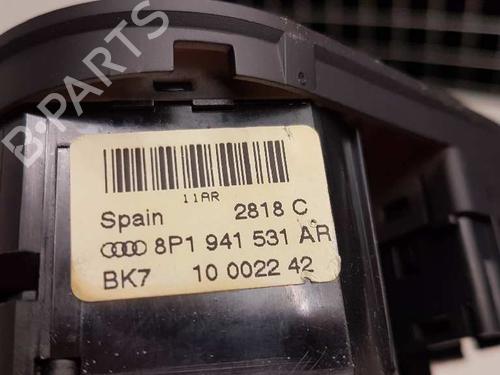 B-PARTS
11AR
Spain 2818 C
8P1 941 531 AR
BK7 10 0022 42